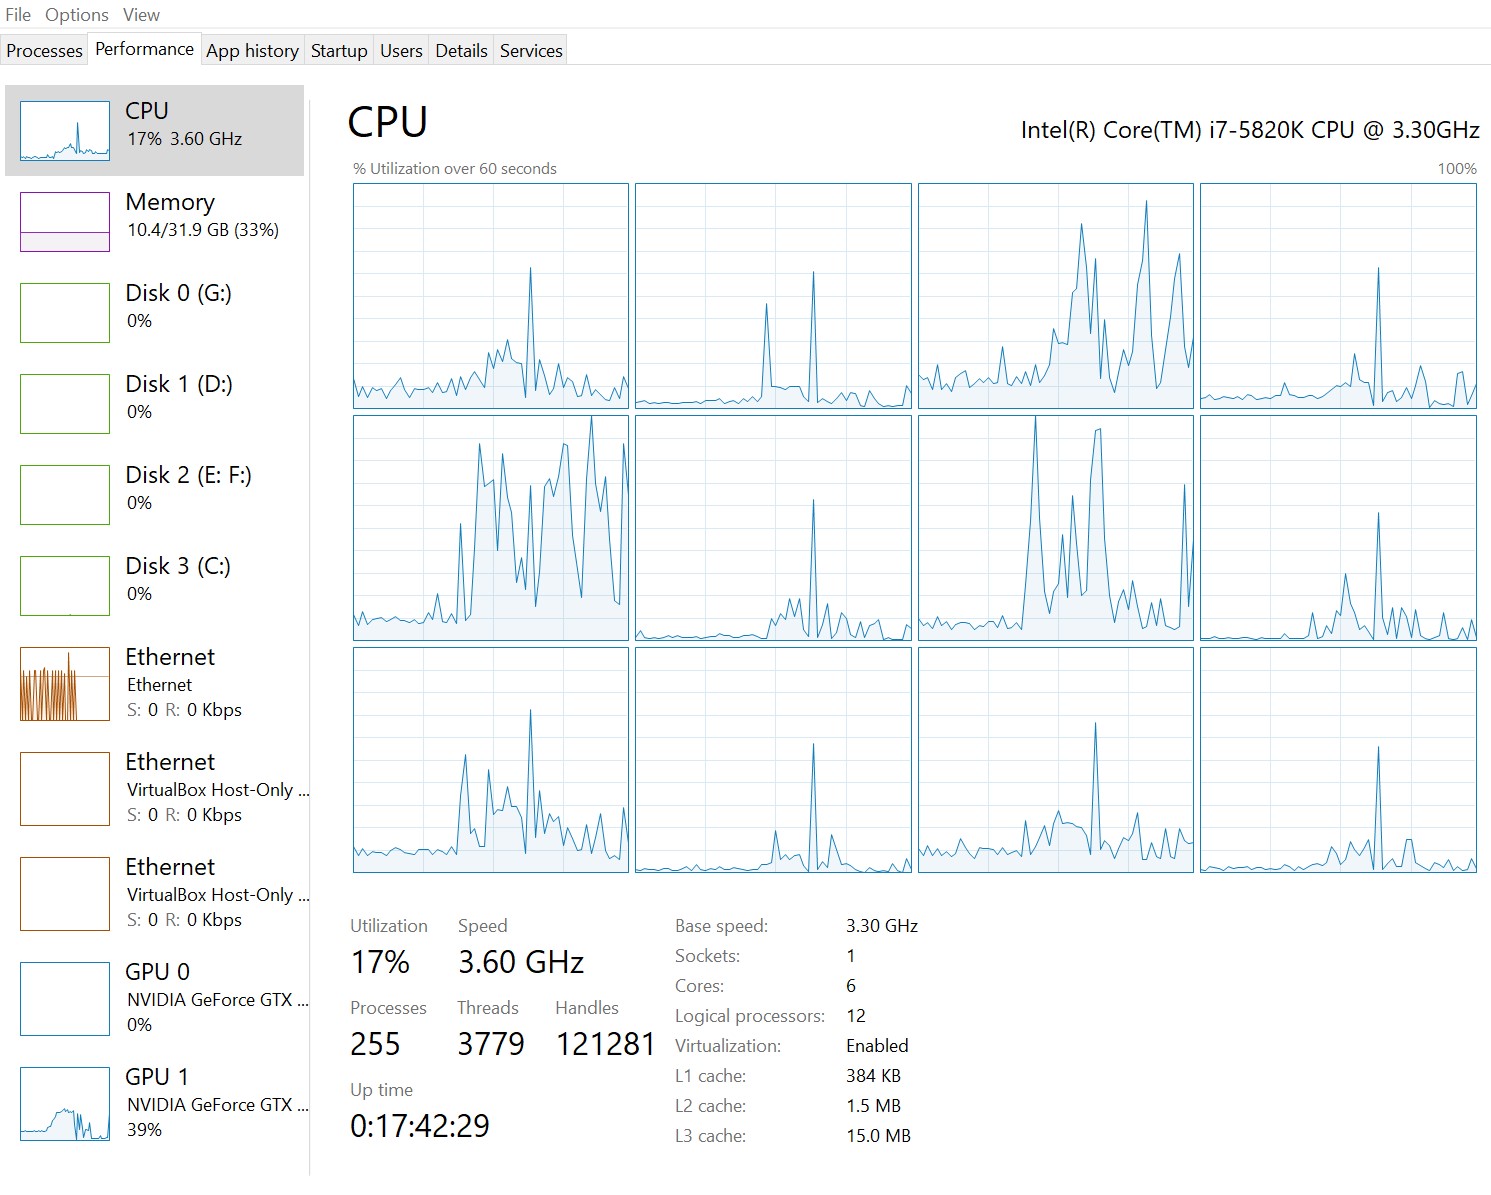 File Options View
Processes Performance App history Startup Users Details Services
CPU
17% 3.60 GHz
Memory
10.4/31.9 GB (33%)
Disk 0 (G:)
0%
Disk 1 (D:)
0%
Disk 2 (E: F:)
0%
Disk 3 (C:)
0%
Ethernet
Ethernet
S: 0 R: 0 Kbps
Ethernet
VirtualBox Host-Only ...
S: 0 R: 0 Kbps
Ethernet
VirtualBox Host-Only ...
S: 0 R: 0 Kbps
GPU 0
NVIDIA GeForce GTX ...
0%
GPU 1
NVIDIA GeForce GTX ...
39%
CPU
Intel(R) Core(TM) i7-5820K CPU @ 3.30GHz
% Utilization over 60 seconds 100%
Utilization Speed
17% 3.60 GHz
Processes Threads Handles
255 3779 121281
Up time
0:17:42:29
Base speed: 3.30 GHz
Sockets: 1
Cores: 6
Logical processors: 12
Virtualization: Enabled
L1 cache: 384 KB
L2 cache: 1.5 MB
L3 cache: 15.0 MB